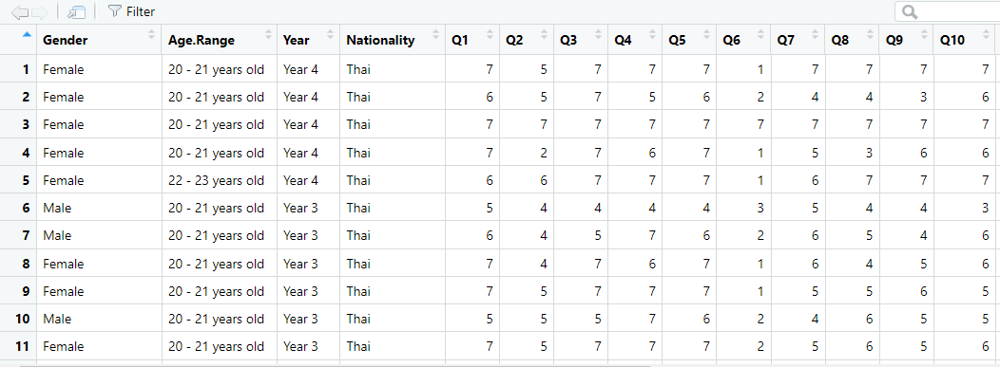 Filter
Gender Age.Range Year Nationality Q1 Q2 Q3 Q4 Q5 Q6 Q7 Q8 Q9 Q10
1 Female 20 - 21 years old Year 4 Thai 7 5 7 7 7 1 7 7 7 7
2 Female 20 - 21 years old Year 4 Thai 6 5 7 5 6 2 4 4 3 6
3 Female 20 - 21 years old Year 4 Thai 7 7 7 7 7 7 7 7 7 7
4 Female 20 - 21 years old Year 4 Thai 7 2 7 6 7 1 5 3 6 6
5 Female 22 - 23 years old Year 4 Thai 6 6 7 7 7 1 6 7 7 7
6 Male 20 - 21 years old Year 3 Thai 5 4 4 4 4 3 5 4 4 3
7 Male 20 - 21 years old Year 3 Thai 6 4 5 7 6 2 6 5 4 6
8 Female 20 - 21 years old Year 3 Thai 7 4 7 6 7 1 6 4 5 6
9 Female 20 - 21 years old Year 3 Thai 7 5 7 7 7 1 5 5 6 5
10 Male 20 - 21 years old Year 3 Thai 5 5 5 7 6 2 4 6 5 5
11 Female 20 - 21 years old Year 3 Thai 7 5 7 7 7 2 5 6 5 6